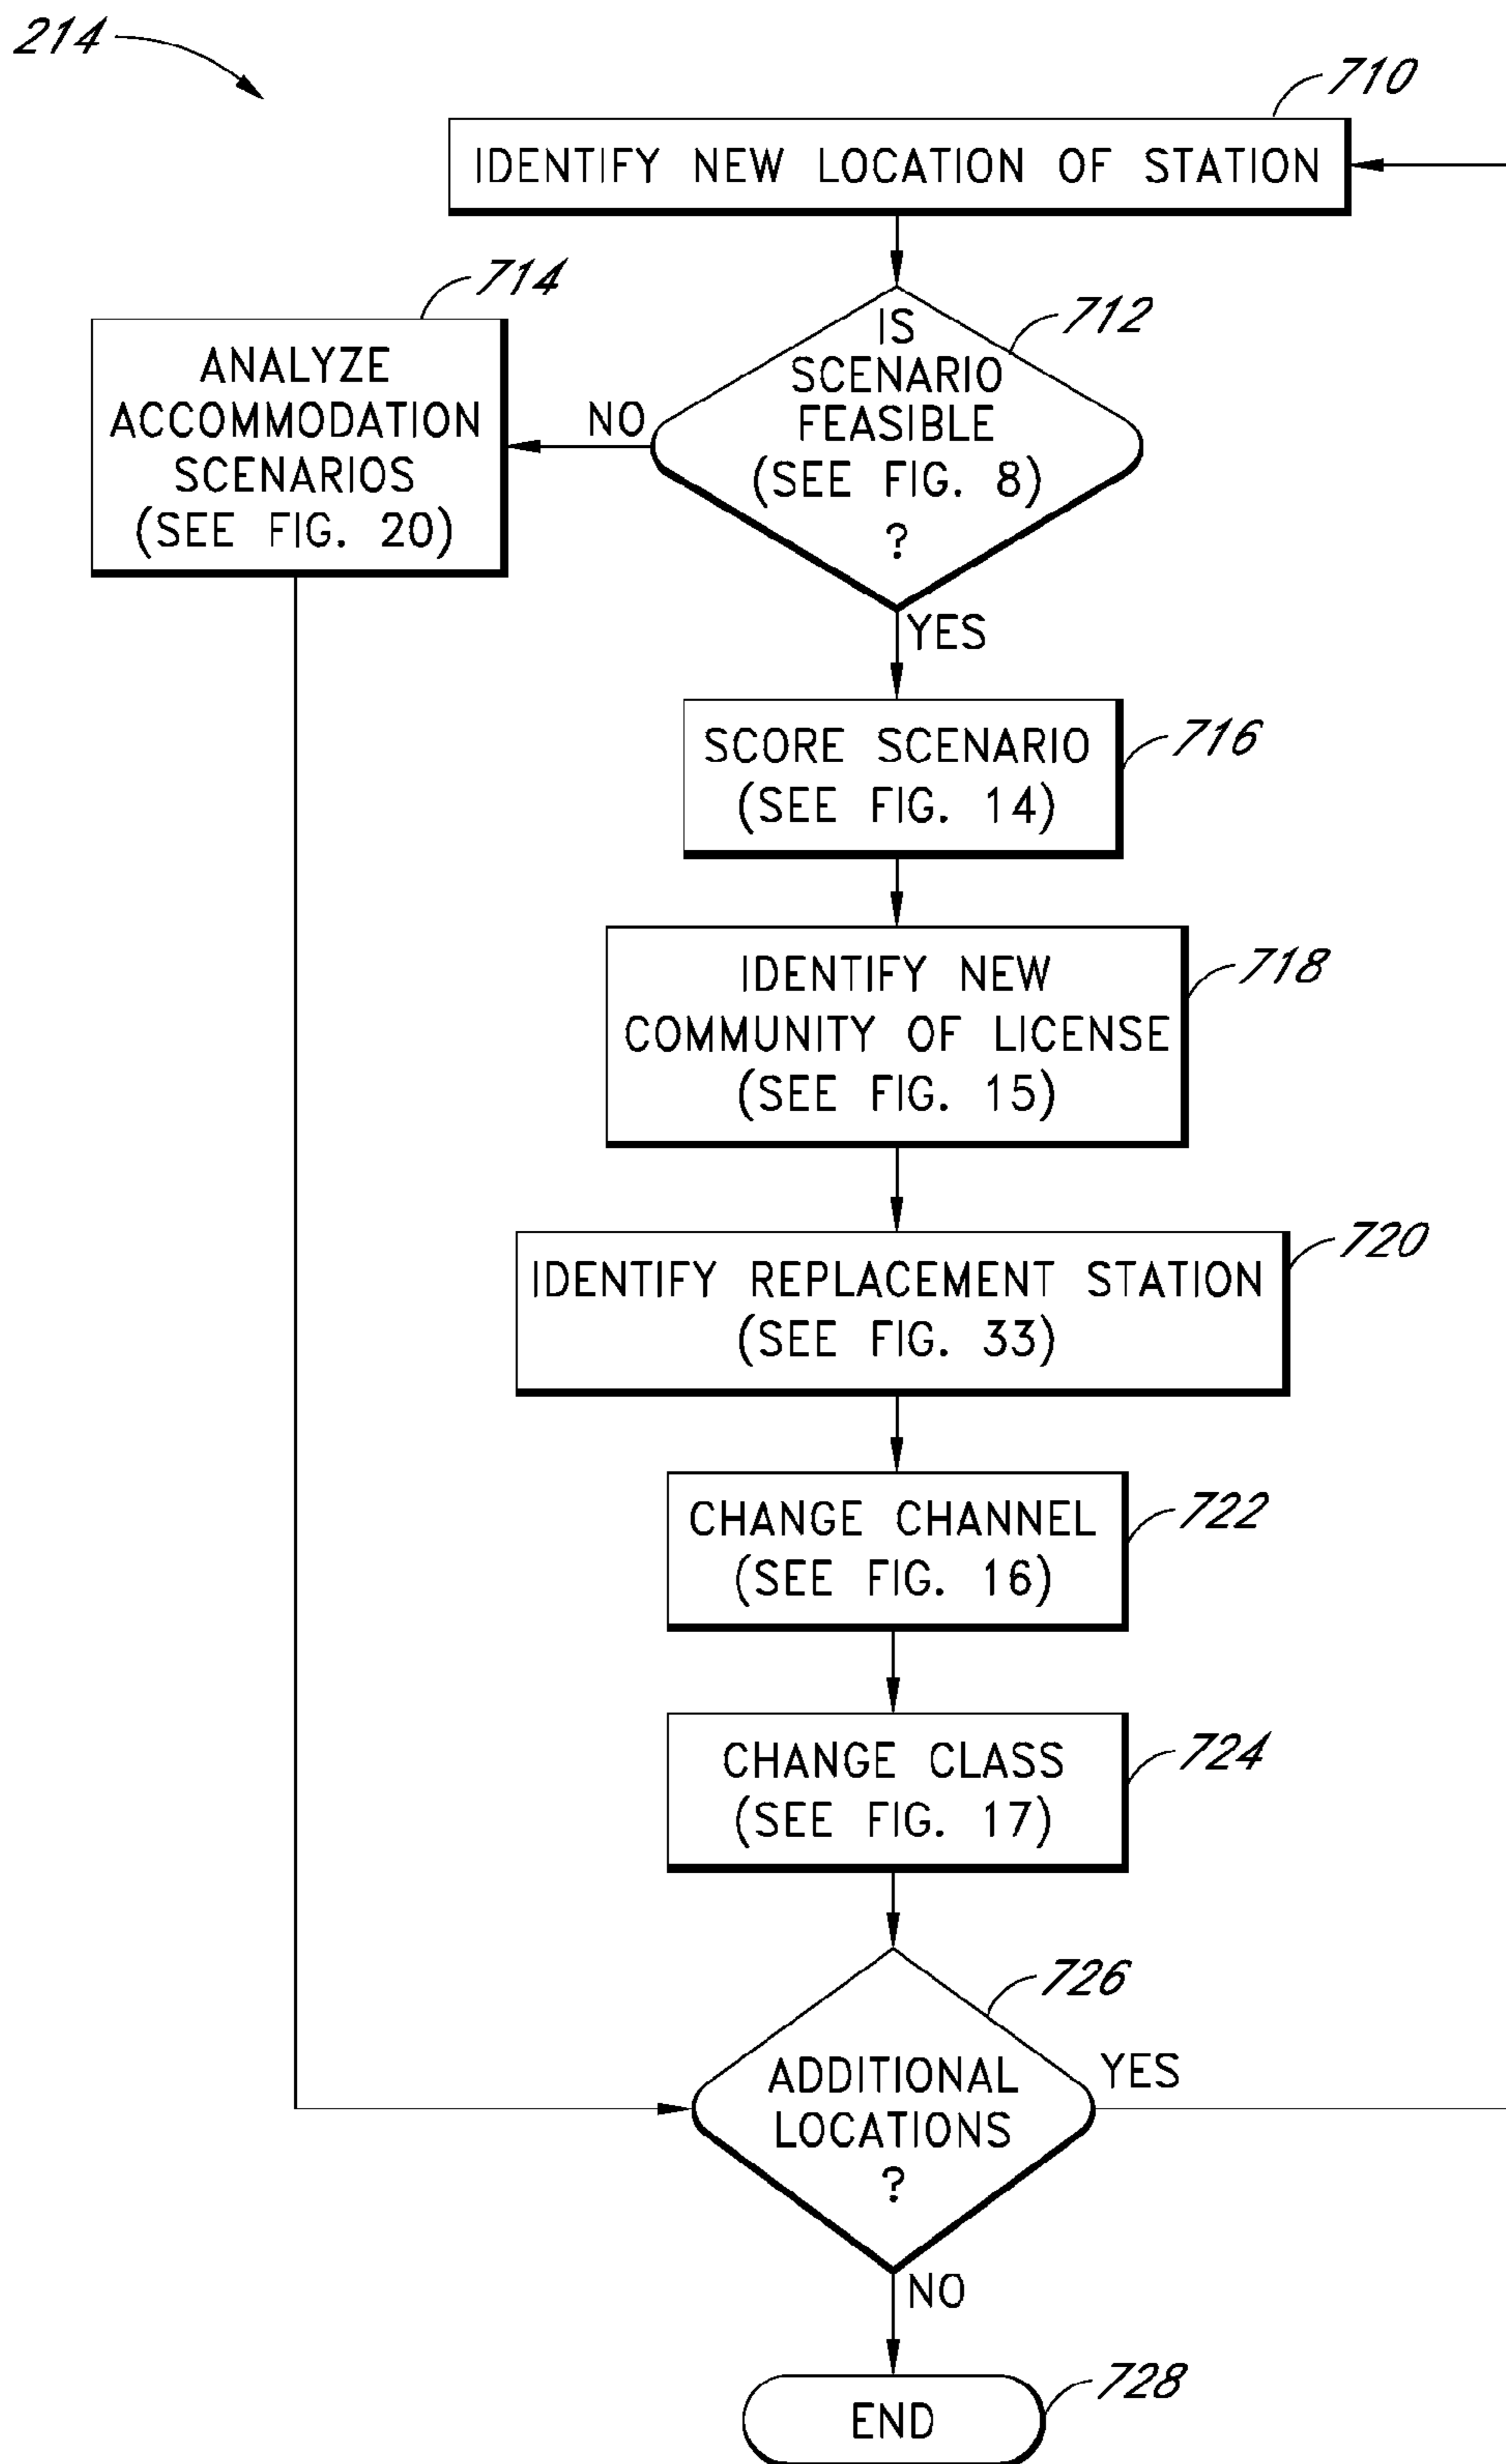 214
710
IDENTIFY NEW LOCATION OF STATION
714
ANALYZE
ACCOMMODATION
SCENARIOS
(SEE FIG. 20)
NO
712
IS
SCENARIO
FEASIBLE
(SEE FIG. 8)
?
YES
SCORE SCENARIO
(SEE FIG. 14)
716
IDENTIFY NEW
COMMUNITY OF LICENSE
(SEE FIG. 15)
718
IDENTIFY REPLACEMENT STATION
(SEE FIG. 33)
720
CHANGE CHANNEL
(SEE FIG. 16)
722
CHANGE CLASS
(SEE FIG. 17)
724
726
ADDITIONAL
LOCATIONS
?
YES
NO
END
728